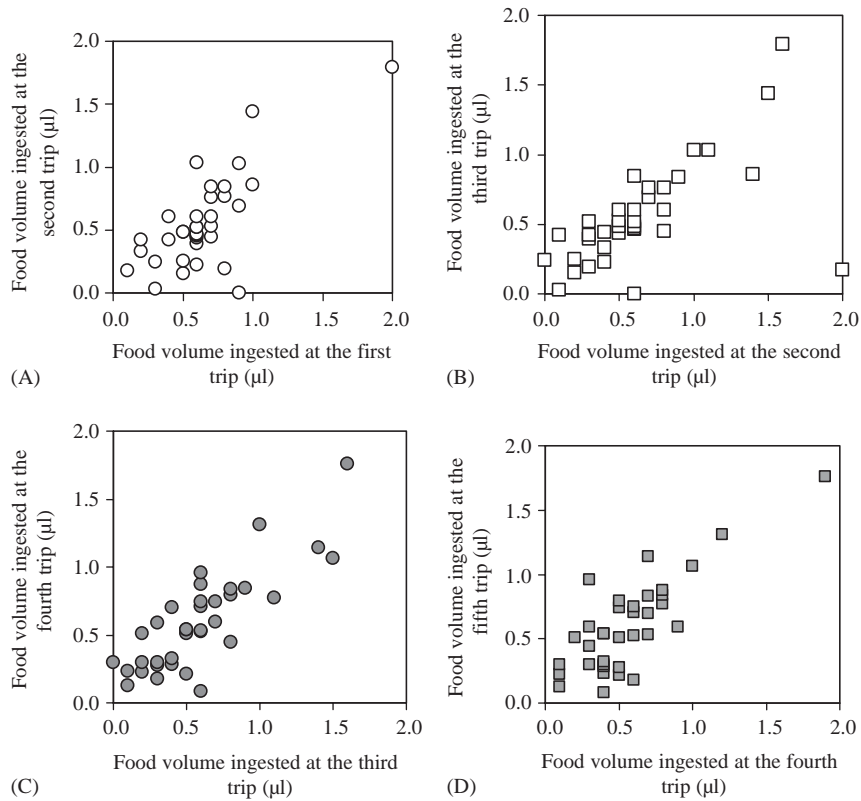 2.0
1.5
1.0
0.5
0.0
0.0
0.5
1.0
1.5
2.0
Food volume ingested at the
second trip (µl)
Food volume ingested at the first
trip (µl)
(A)
2.0
1.5
1.0
0.5
0.0
0.0
0.5
1.0
1.5
2.0
Food volume ingested at the
third trip (µl)
Food volume ingested at the second
trip (µl)
(B)
2.0
1.5
1.0
0.5
0.0
0.0
0.5
1.0
1.5
2.0
Food volume ingested at the
fourth trip (µl)
Food volume ingested at the third
trip (µl)
(C)
2.0
1.5
1.0
0.5
0.0
0.0
0.5
1.0
1.5
2.0
Food volume ingested at the
fifth trip (µl)
Food volume ingested at the fourth
trip (µl)
(D)